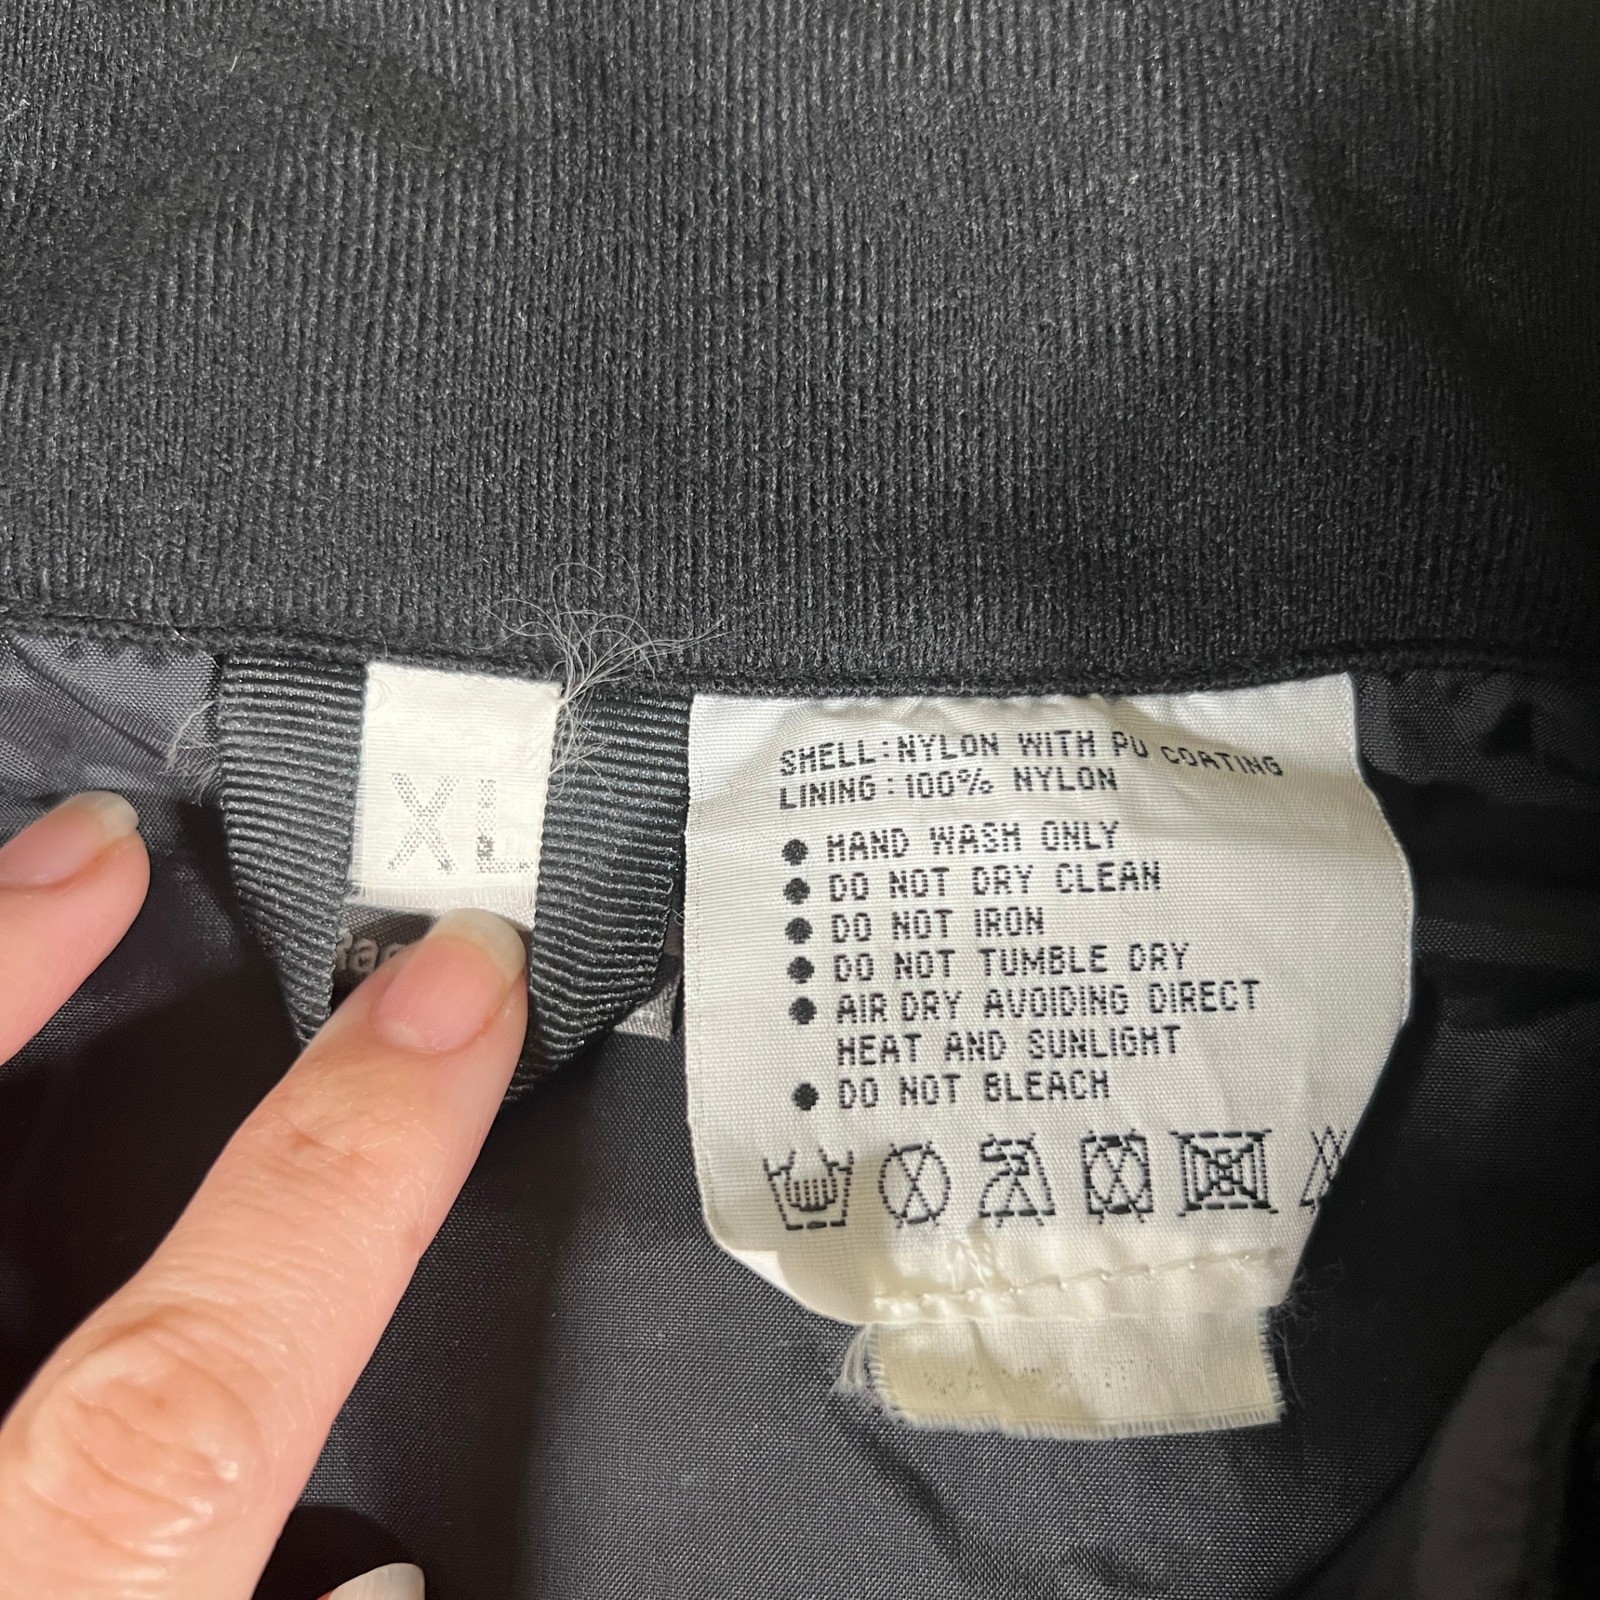 XL
SHELL:NYLON WITH PU COATING
LINING:100% NYLON
● HAND WASH ONLY
● DO NOT DRY CLEAN
● DO NOT IRON
● DO NOT TUMBLE DRY
● AIR DRY AVOIDING DIRECT
HEAT AND SUNLIGHT
● DO NOT BLEACH